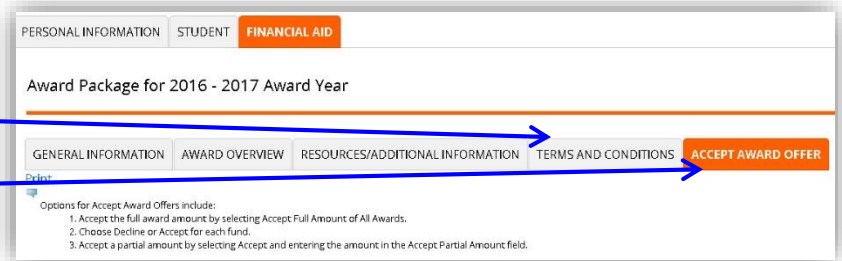 PERSONAL INFORMATION STUDENT FINANCIAL AID
Award Package for 2016 - 2017 Award Year
GENERAL INFORMATION AWARD OVERVIEW RESOURCES/ADDITIONAL INFORMATION TERMS AND CONDITIONS ACCEPT AWARD OFFER
Print
Options for Accept Award Offers include:
1. Accept the full award amount by selecting Accept Full Amount of All Awards.
2. Choose Decline or Accept for each fund.
3. Accept a partial amount by selecting Accept and entering the amount in the Accept Partial Amount field.